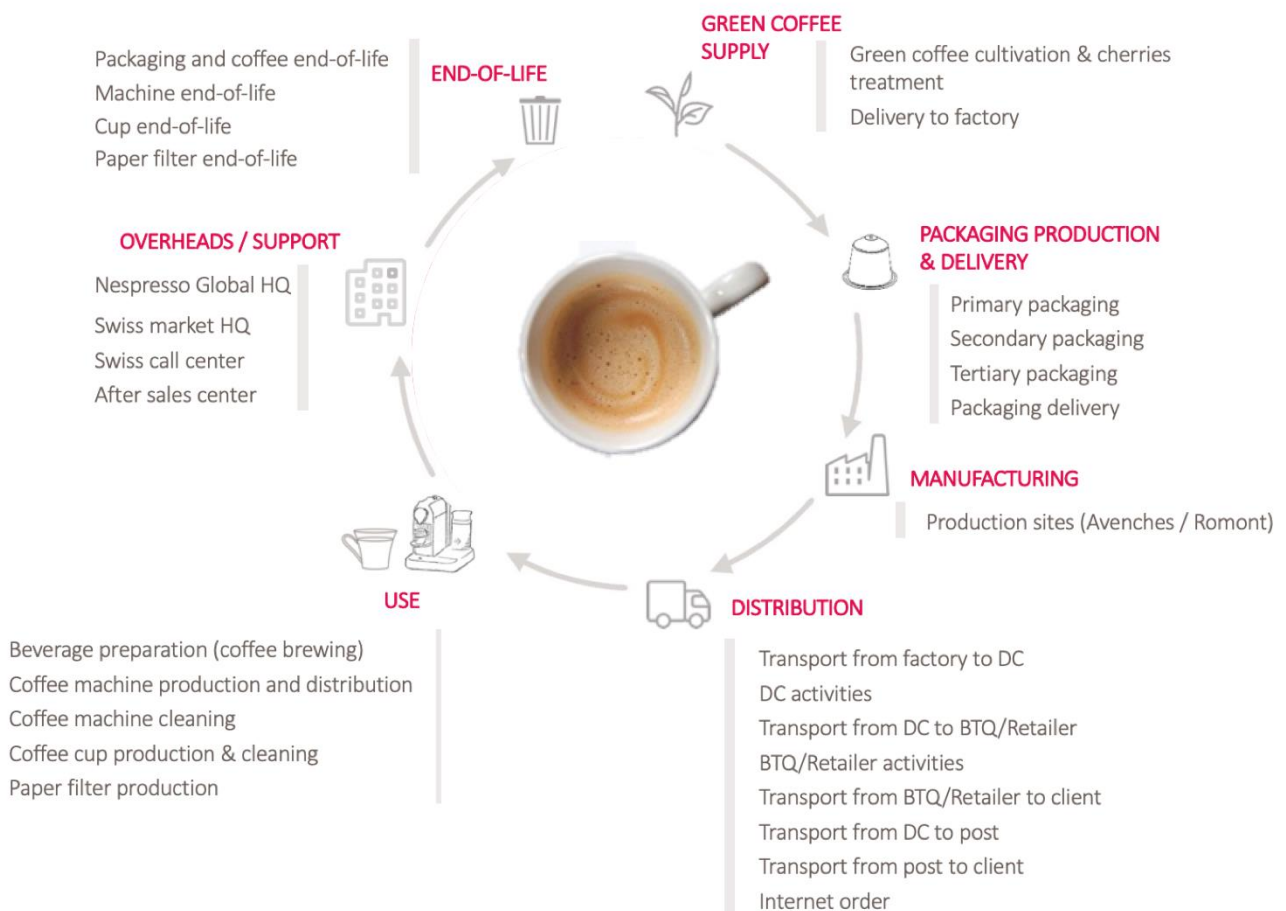 GREEN COFFEE
SUPPLY
Green coffee cultivation & cherries
treatment
Delivery to factory
PACKAGING PRODUCTION
& DELIVERY
Primary packaging
Secondary packaging
Tertiary packaging
Packaging delivery
MANUFACTURING
Production sites (Avenches / Romont)
DISTRIBUTION
Transport from factory to DC
DC activities
Transport from DC to BTQ/Retailer
BTQ/Retailer activities
Transport from BTQ/Retailer to client
Transport from DC to post
Transport from post to client
Internet order
USE
Beverage preparation (coffee brewing)
Coffee machine production and distribution
Coffee machine cleaning
Coffee cup production & cleaning
Paper filter production
OVERHEADS / SUPPORT
Nespresso Global HQ
Swiss market HQ
Swiss call center
After sales center
END-OF-LIFE
Packaging and coffee end-of-life
Machine end-of-life
Cup end-of-life
Paper filter end-of-life